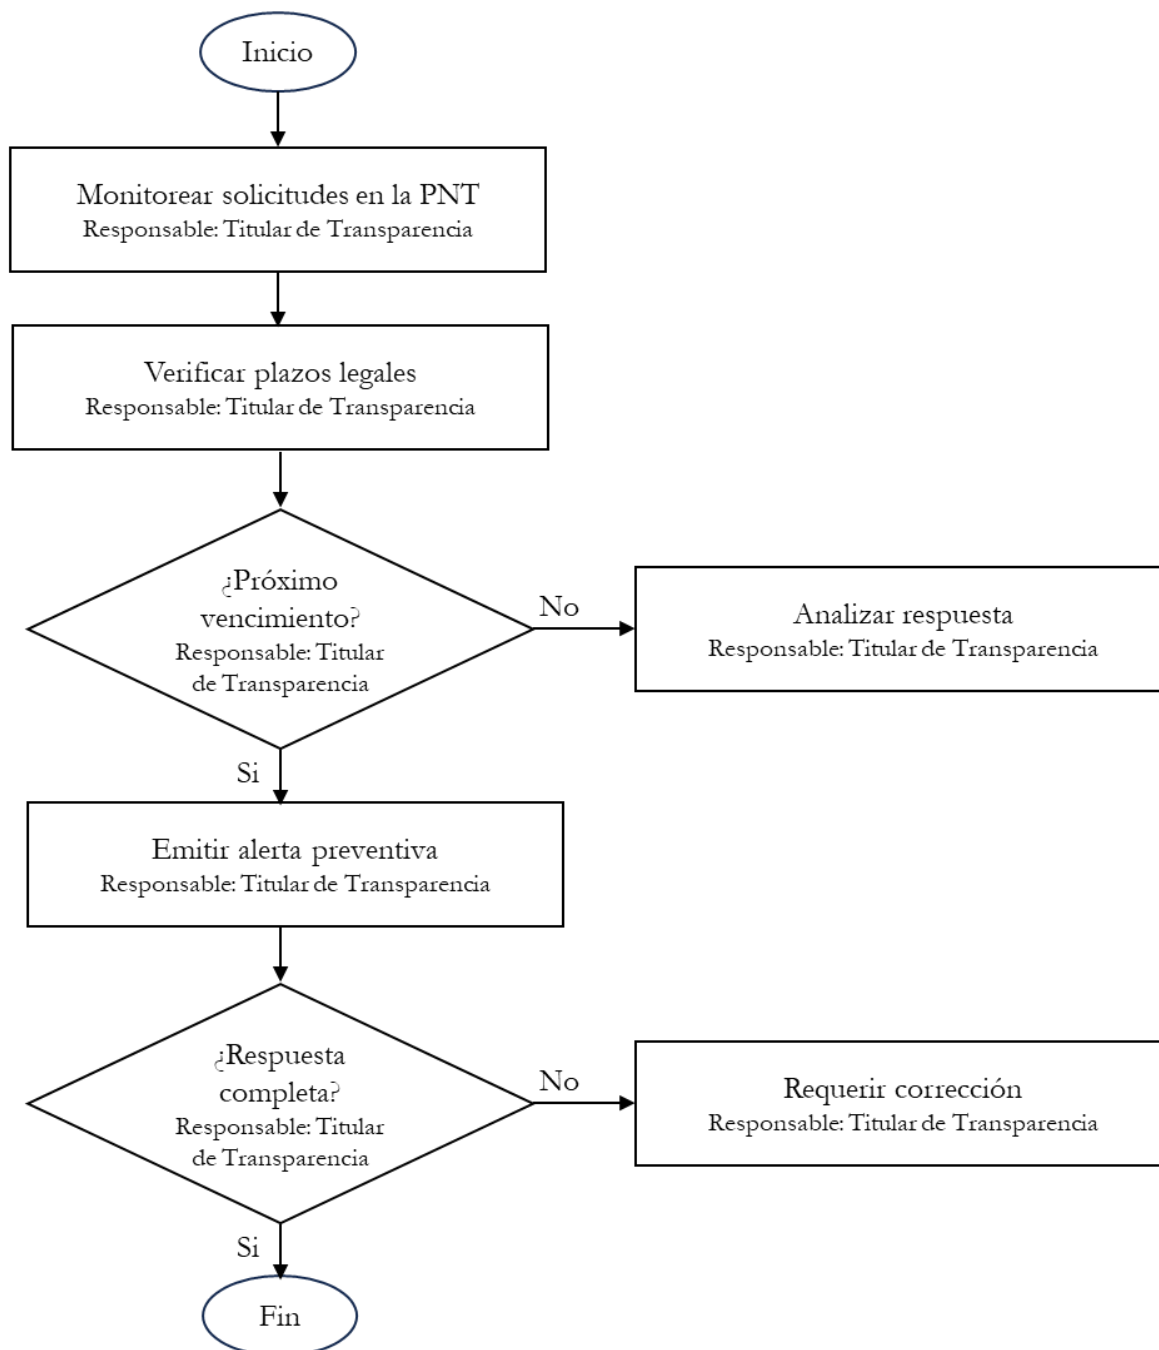 Inicio
Monitorear solicitudes en la PNT
Responsable: Titular de Transparencia
Verificar plazos legales
Responsable: Titular de Transparencia
¿Próximo
vencimiento?
Responsable: Titular
de Transparencia
No
Analizar respuesta
Responsable: Titular de Transparencia
Si
Emitir alerta preventiva
Responsable: Titular de Transparencia
¿Respuesta
completa?
Responsable: Titular
de Transparencia
No
Requerir corrección
Responsable: Titular de Transparencia
Si
Fin